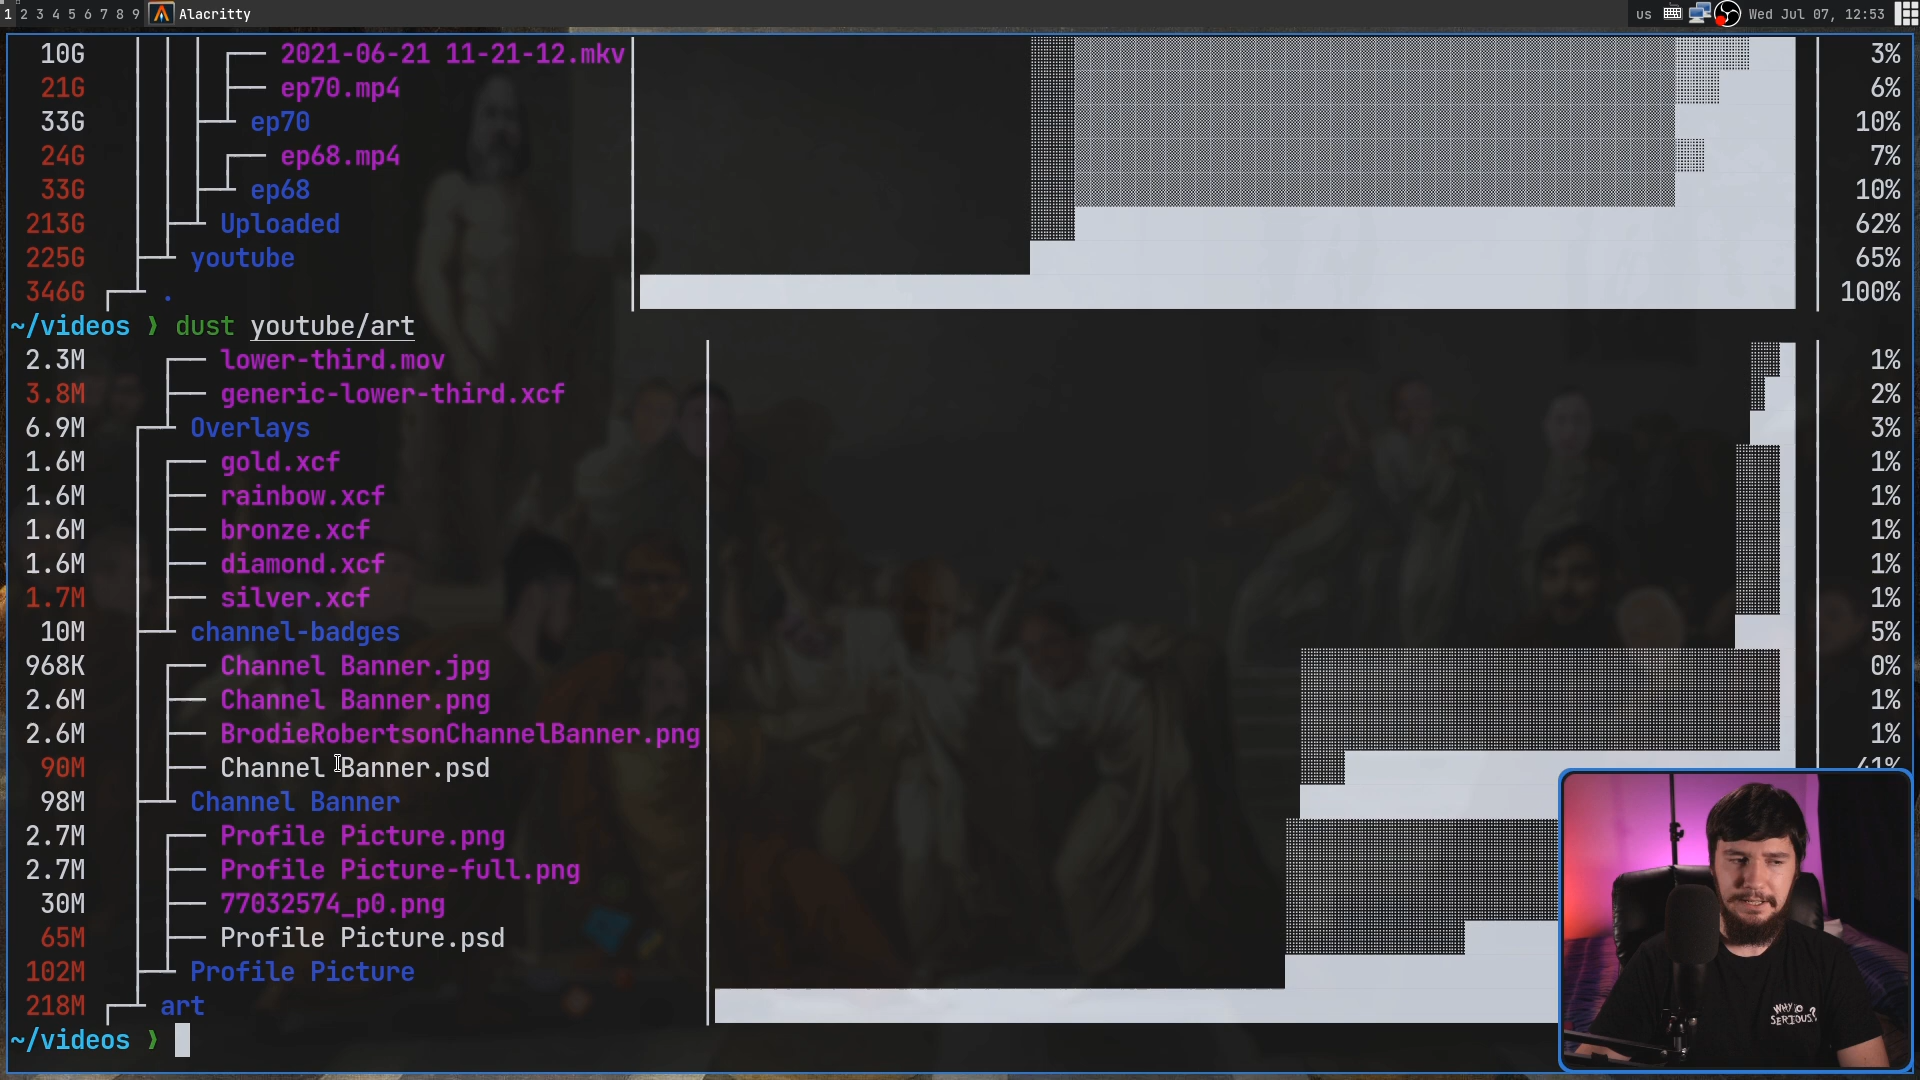 1 2 3 4 5 6 7 8 9 Alacritty us Wed Jul 07, 12:53
10G 2021-06-21 11-21-12.mkv 3%
21G ep70.mp4 6%
33G ep70 10%
24G ep68.mp4 7%
33G ep68 10%
213G Uploaded 62%
225G youtube 65%
346G . 100%
~/videos ❯ dust youtube/art
2.3M lower-third.mov 1%
3.8M generic-lower-third.xcf 2%
6.9M Overlays 3%
1.6M gold.xcf 1%
1.6M rainbow.xcf 1%
1.6M bronze.xcf 1%
1.6M diamond.xcf 1%
1.7M silver.xcf 1%
10M channel-badges 5%
968K Channel Banner.jpg 0%
2.6M Channel Banner.png 1%
2.6M BrodieRobertsonChannelBanner.png 1%
90M Channel Banner.psd 41%
98M Channel Banner
2.7M Profile Picture.png
2.7M Profile Picture-full.png
30M 77032574_p0.png
65M Profile Picture.psd
102M Profile Picture
218M art
~/videos ❯
WHY SO
SERIOUS?